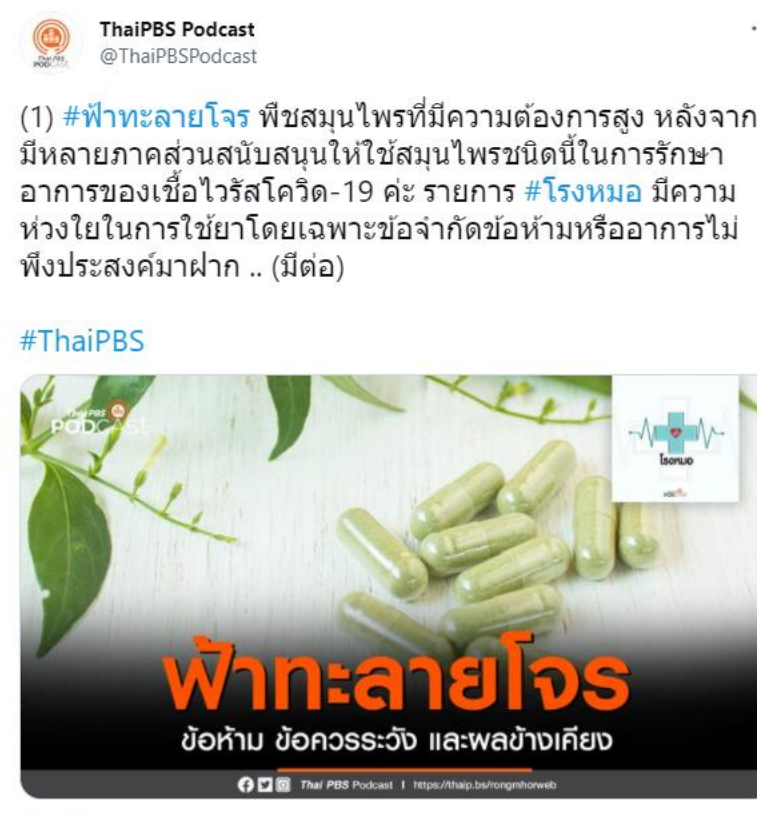 ThaiPBS Podcast
@ThaiPBSPodcast
(1) #ฟ้าทะลายโจร พืชสมุนไพรที่มีความต้องการสูง หลังจาก
มีหลายภาคส่วนสนับสนุนให้ใช้สมุนไพรชนิดนี้ในการรักษา
อาการของเชื้อไวรัสโควิด-19 ค่ะ รายการ #โรงหมอ มีความ
ห่วงใยในการใช้ยาโดยเฉพาะข้อจำกัดข้อห้ามหรืออาการไม่
พึงประสงค์มาฝาก .. (มีต่อ)
#ThaiPBS
Thai PBS
PODCAST
โรงหมอ
ฟ้าทะลายโจร
ข้อห้าม ข้อควรระวัง และผลข้างเคียง
Thai PBS Podcast | https://thaip.bs/rongmhorweb